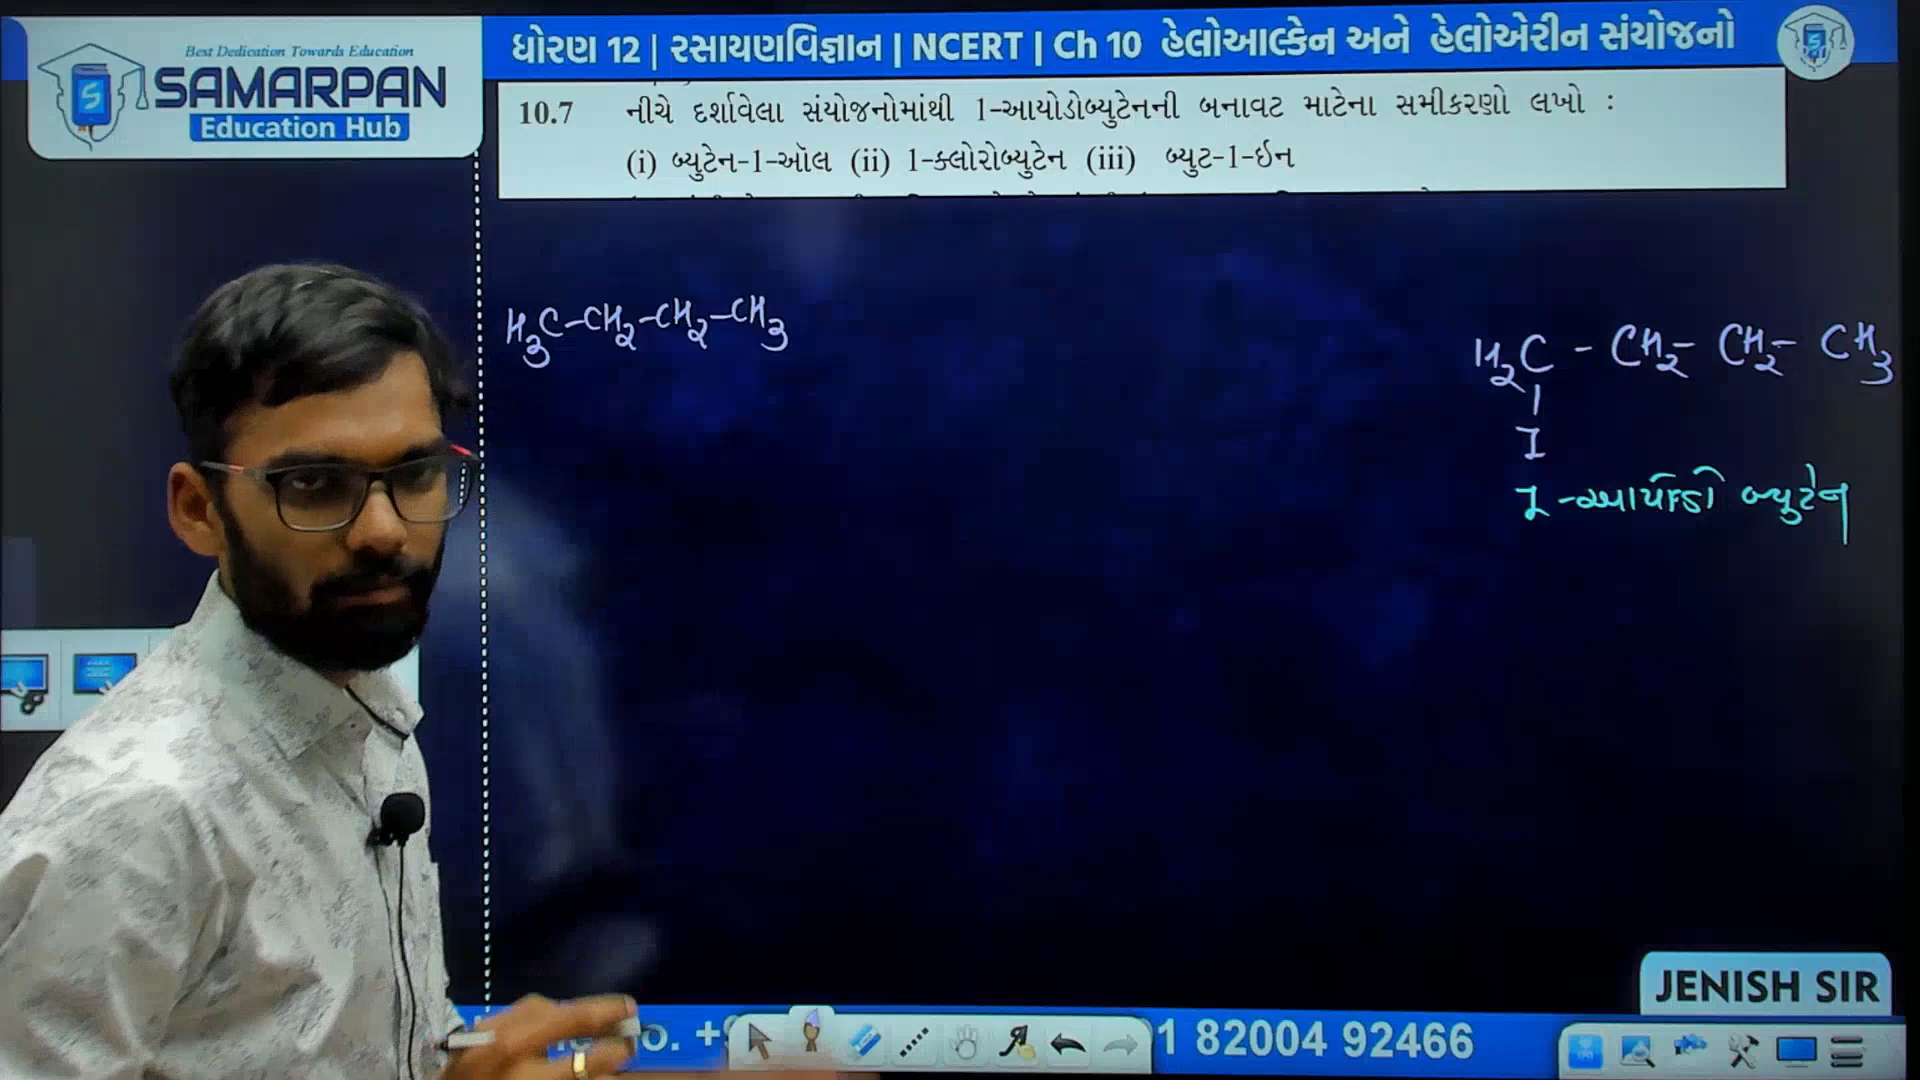 Best Dedication Towards Education
SAMARPAN
Education Hub
ધોરણ 12 | રસાયણવિજ્ઞાન | NCERT | Ch 10 હેલોઆલ્કેન અને હેલોએરીન સંયોજનો
10.7 નીચે દર્શાવેલા સંયોજનોમાંથી 1-આયોડોબ્યુટેનની બનાવટ માટેના સમીકરણો લખો :
(i) બ્યુટેન-1-ઑલ (ii) 1-ક્લોરોબ્યુટેન (iii) બ્યુટ-1-ઇન
H₃C-CH₂-CH₂-CH₃
H₂C - CH₂- CH₂- CH₃
I
1-આયોડો બ્યુટેન
JENISH SIR
o. +
1 82004 92466